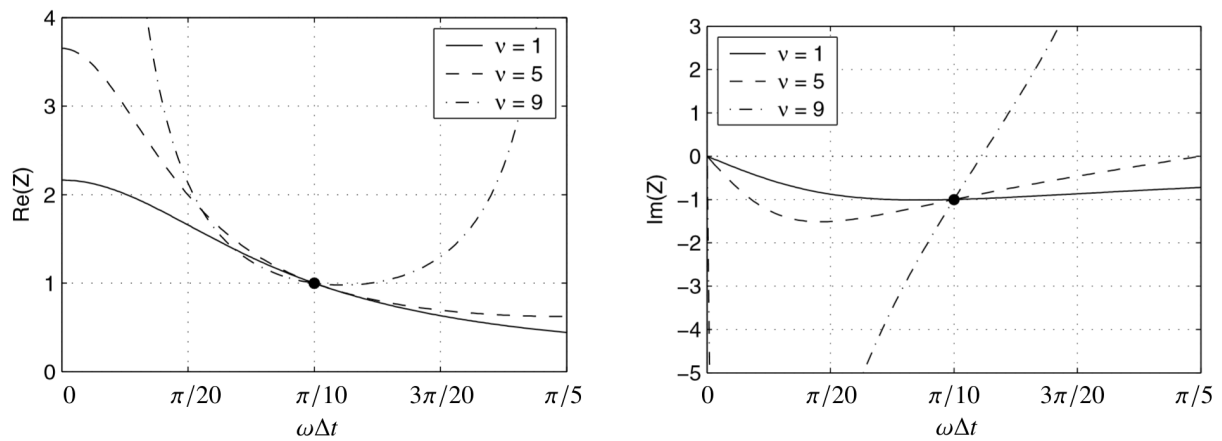 4
3
2
1
0
Re(Z)
ν = 1
ν = 5
ν = 9
0
π/20
π/10
3π/20
π/5
ωΔt
3
2
1
0
−1
−2
−3
−4
−5
Im(Z)
ν = 1
ν = 5
ν = 9
0
π/20
π/10
3π/20
π/5
ωΔt